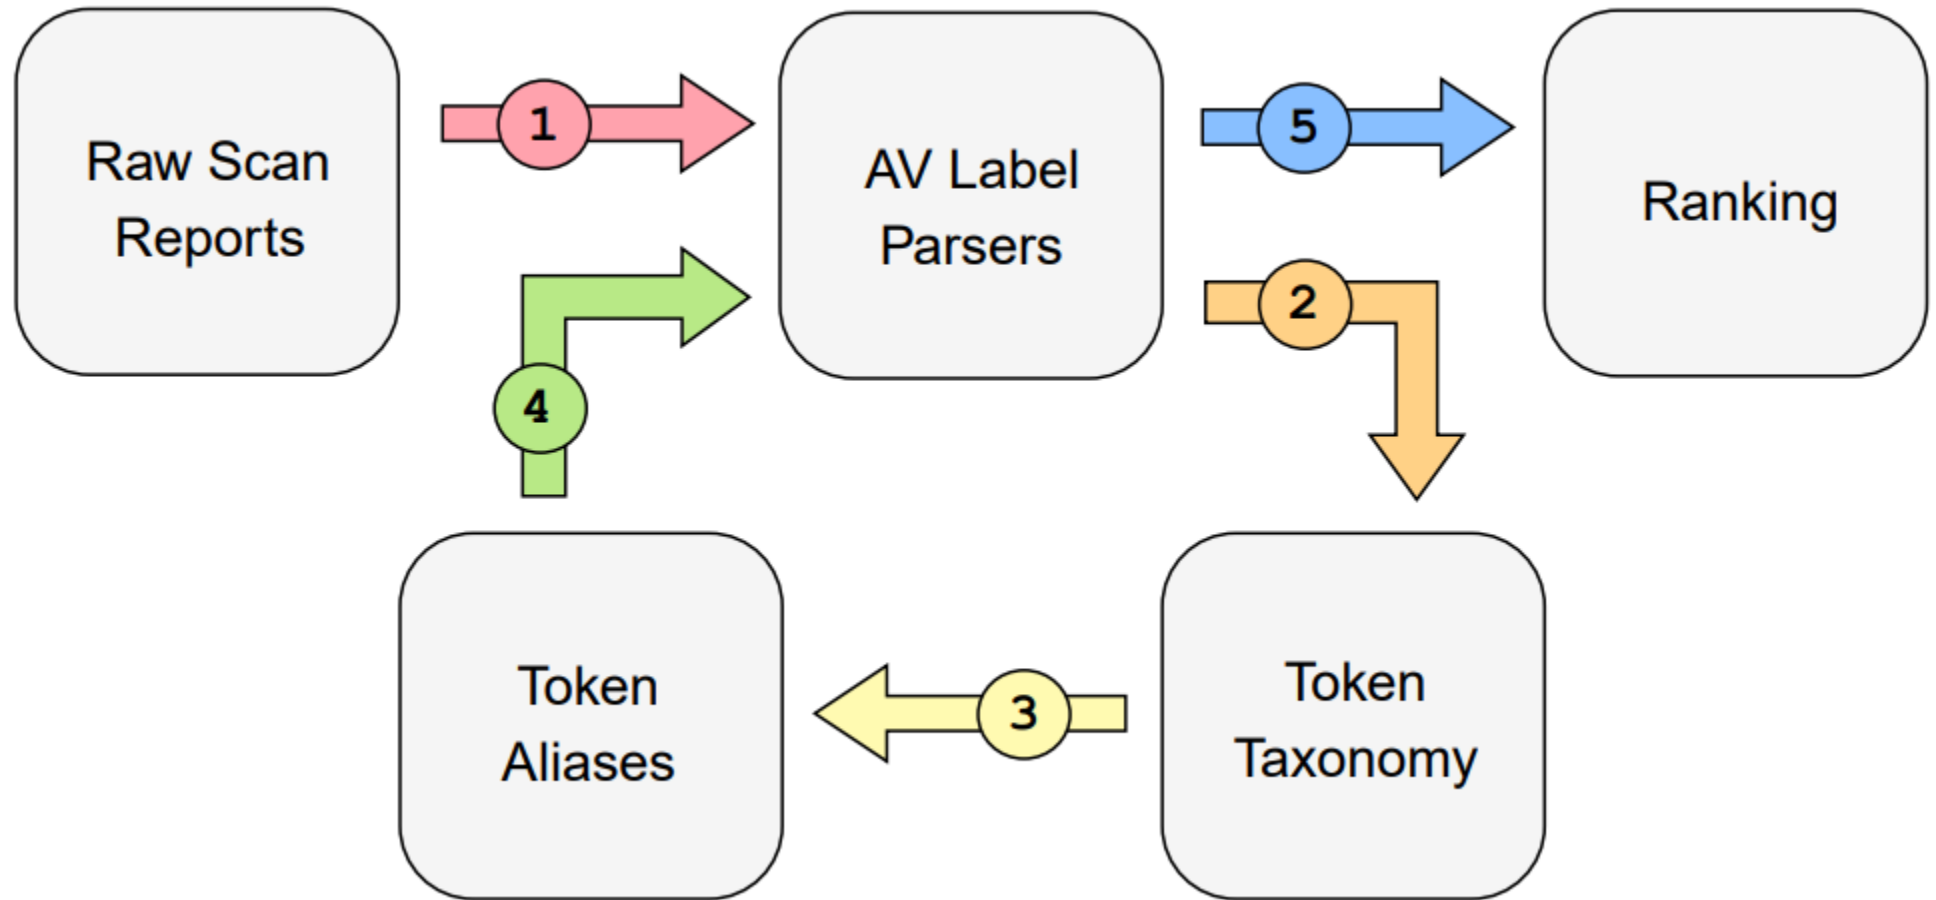 Raw Scan
Reports
1
AV Label
Parsers
5
Ranking
2
4
Token
Aliases
3
Token
Taxonomy